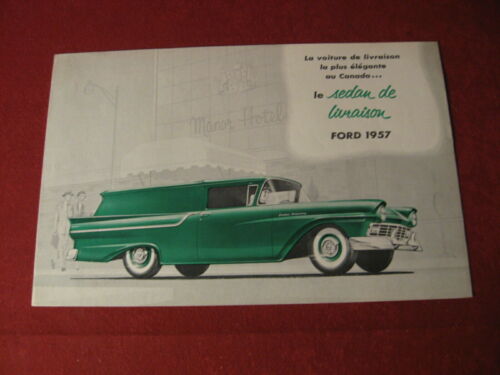 La voiture de livraison
la plus élégante
au Canada...
le sedan de
livraison
FORD 1957
Manor Hotel